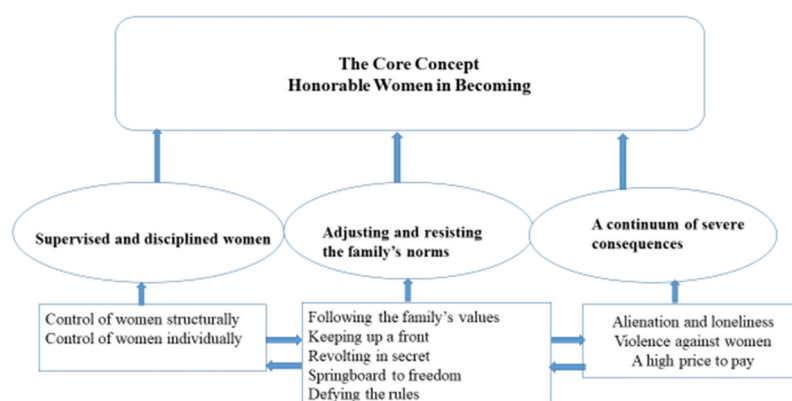 The Core Concept
Honorable Women in Becoming
Supervised and disciplined women
Adjusting and resisting
the family's norms
A continuum of severe
consequences
Control of women structurally
Control of women individually
Following the family's values
Keeping up a front
Revolting in secret
Springboard to freedom
Defying the rules
Alienation and loneliness
Violence against women
A high price to pay